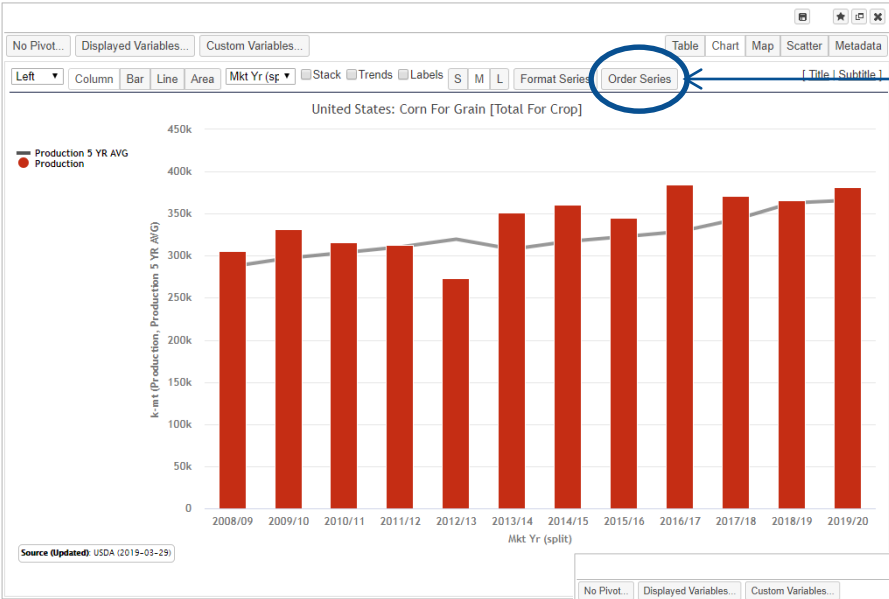 No Pivot... Displayed Variables... Custom Variables... Table Chart Map Scatter Metadata
Left Column Bar Line Area Mkt Yr (sp Stack Trends Labels S M L Format Series Order Series [ Title | Subtitle ]
United States: Corn For Grain [Total For Crop]
Production 5 YR AVG
Production
k-mt (Production, Production 5 YR AVG)
450k
400k
350k
300k
250k
200k
150k
100k
50k
0
2008/09 2009/10 2010/11 2011/12 2012/13 2013/14 2014/15 2015/16 2016/17 2017/18 2018/19 2019/20
Mkt Yr (split)
Source (Updated): USDA (2019-03-29)
No Pivot... Displayed Variables... Custom Variables...